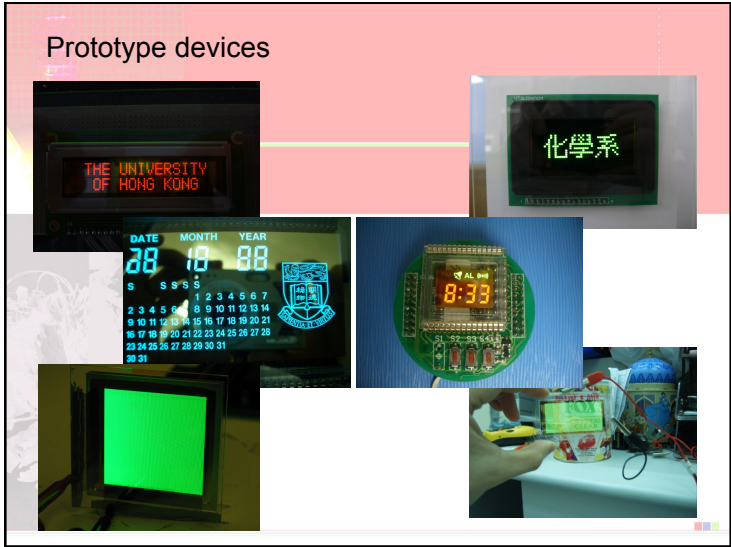 Prototype devices
THE UNIVERSITY
OF HONG KONG
化學系
DATE MONTH YEAR
88
S S S S S
1 2 3 4 5 6 7
2 3 4 5 6 7 8 9 10 11 12 13 14
9 10 11 12 13 14 15 16 17 18 19 20 21
16 17 18 19 20 21 22 23 24 25 26 27 28
23 24 25 26 27 28 29 30 31
30 31
AL
8:33
S1 S2 S3 S4
FOX